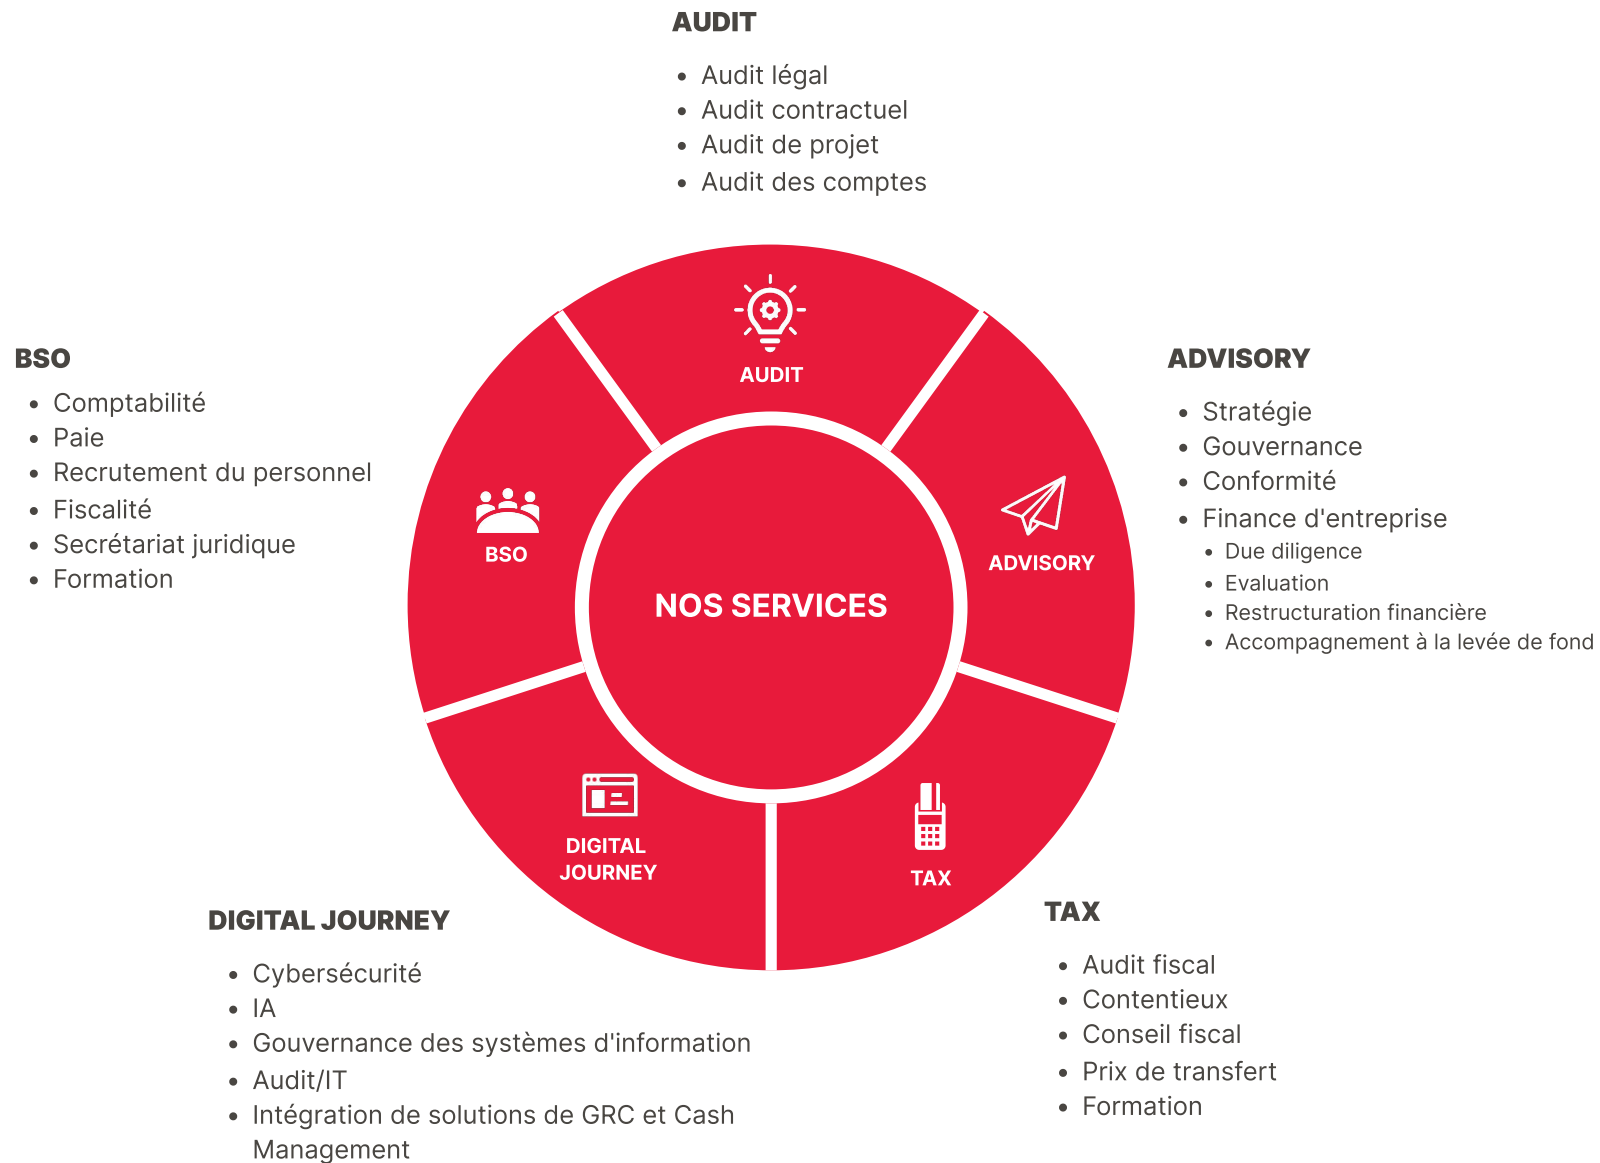 AUDIT
• Audit légal
• Audit contractuel
• Audit de projet
• Audit des comptes
BSO
• Comptabilité
• Paie
• Recrutement du personnel
• Fiscalité
• Secrétariat juridique
• Formation
ADVISORY
• Stratégie
• Gouvernance
• Conformité
• Finance d'entreprise
• Due diligence
• Evaluation
• Restructuration financière
• Accompagnement à la levée de fond
AUDIT
BSO
ADVISORY
NOS SERVICES
DIGITAL
JOURNEY
TAX
DIGITAL JOURNEY
• Cybersécurité
• IA
• Gouvernance des systèmes d'information
• Audit/IT
• Intégration de solutions de GRC et Cash
Management
TAX
• Audit fiscal
• Contentieux
• Conseil fiscal
• Prix de transfert
• Formation